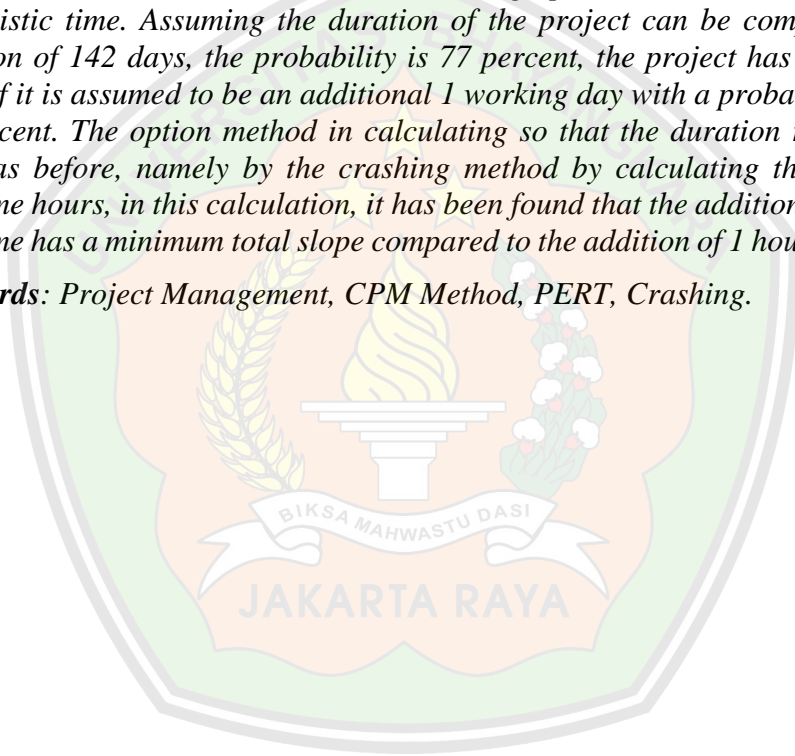 istic time. Assuming the duration of the project can be comp
on of 142 days, the probability is 77 percent, the project has
f it is assumed to be an additional 1 working day with a proba
cent. The option method in calculating so that the duration
as before, namely by the crashing method by calculating th
ne hours, in this calculation, it has been found that the addition
ne has a minimum total slope compared to the addition of 1 hou
rds: Project Management, CPM Method, PERT, Crashing.
UNIVERSITAS BHAYANGKARA
BIKSA MAHWASTU DASI
JAKARTA RAYA